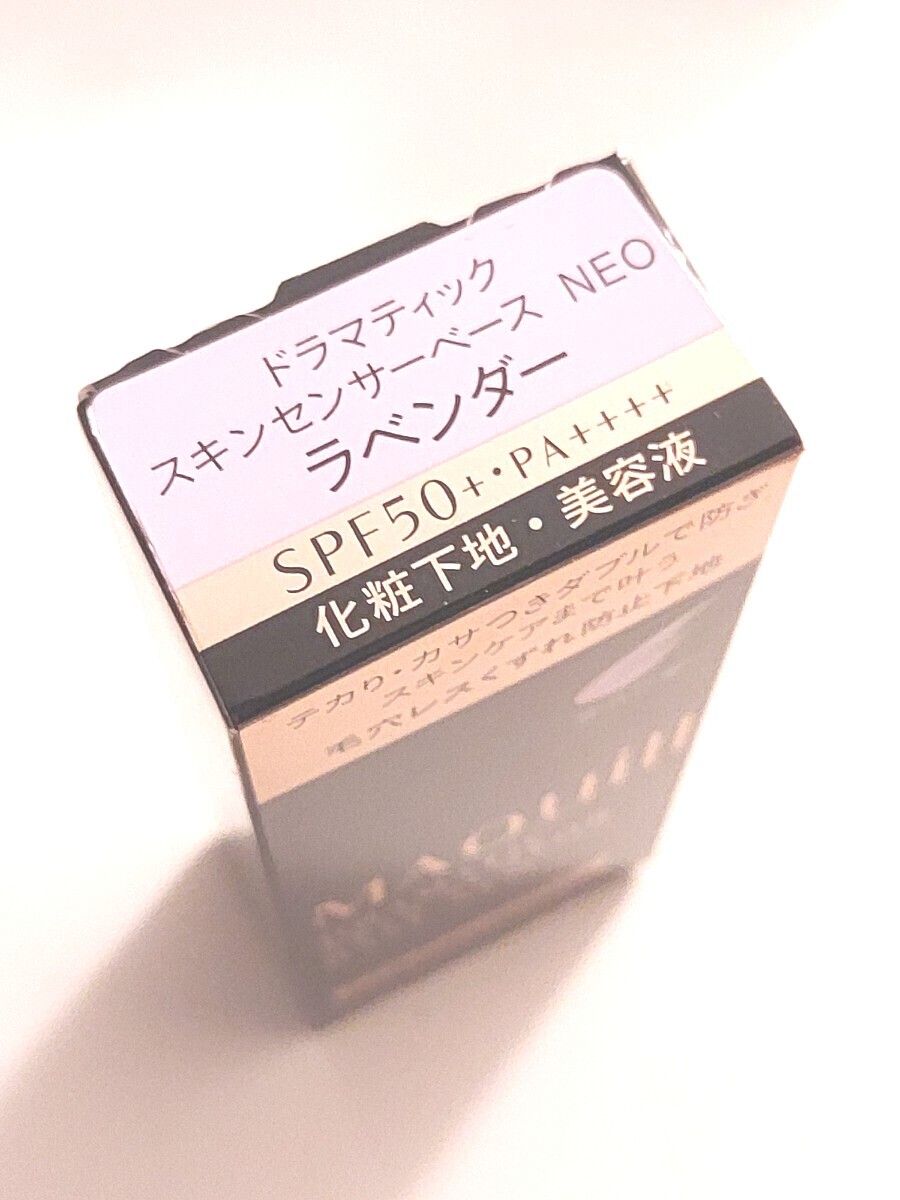 ドラマティック
スキンセンサーベース NEO
ラベンダー
SPF50+・PA++++
化粧下地・美容液
テカリ・カサつきダブルで防ぎ
スキンケアまで叶う
毛穴レスくずれ防止下地